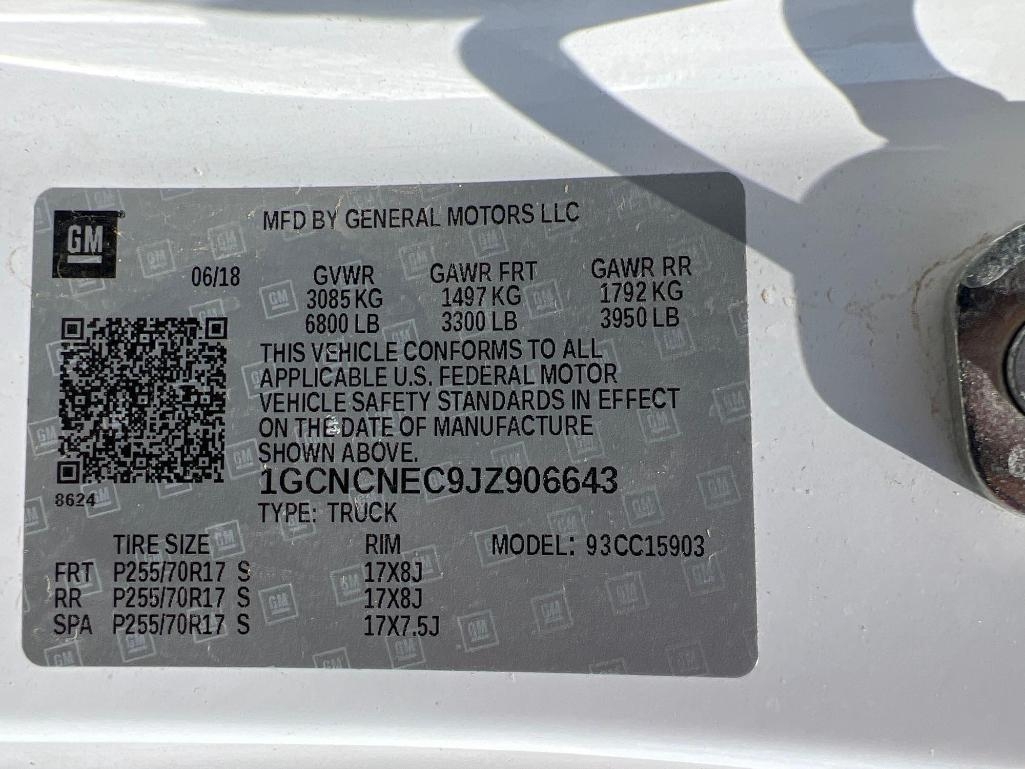 GM
MFD BY GENERAL MOTORS LLC
06/18 GVWR GAWR FRT GAWR RR
3085 KG 1497 KG 1792 KG
6800 LB 3300 LB 3950 LB
THIS VEHICLE CONFORMS TO ALL
APPLICABLE U.S. FEDERAL MOTOR
VEHICLE SAFETY STANDARDS IN EFFECT
ON THE DATE OF MANUFACTURE
SHOWN ABOVE.
8624
1GCNCNEC9JZ906643
TYPE: TRUCK
TIRE SIZE RIM MODEL: 93CC15903
FRT P255/70R17 S 17X8J
RR P255/70R17 S 17X8J
SPA P255/70R17 S 17X7.5J